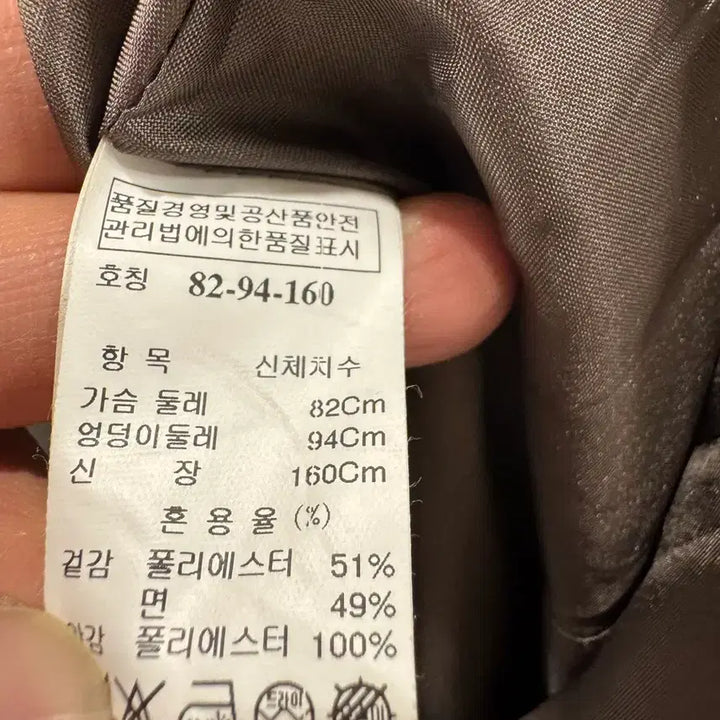 품질경영및공산품안전
관리법에의한품질표시
호칭 82-94-160
항 목 신체치수
가슴 둘레 82Cm
엉덩이둘레 94Cm
신 장 160Cm
혼 용 율 (%)
겉감 폴리에스터 51%
면 49%
폴리에스터 100%
드라이